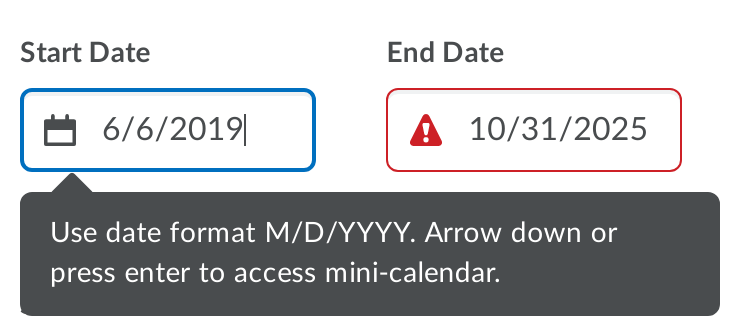 Start Date
End Date
6/6/2019
10/31/2025
Use date format M/D/YYYY. Arrow down or
press enter to access mini-calendar.